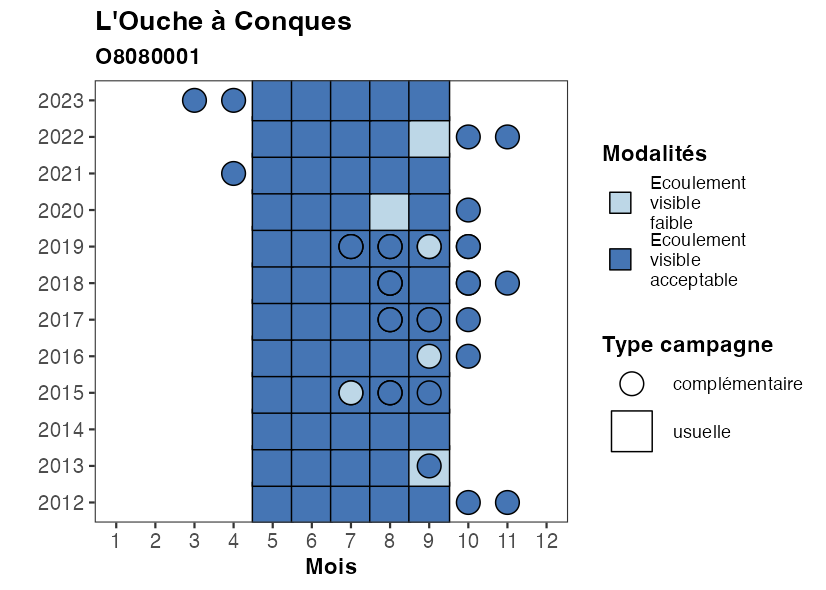 L'Ouche à Conques
O8080001
2023
2022
2021
2020
2019
2018
2017
2016
2015
2014
2013
2012
1 2 3 4 5 6 7 8 9 10 11 12
Mois
Modalités
Ecoulement
visible
faible
Ecoulement
visible
acceptable
Type campagne
complémentaire
usuelle